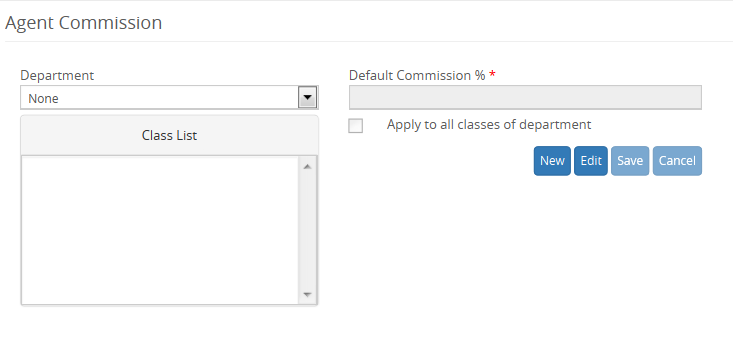 Agent Commission
Department
Default Commission % *
None
Apply to all classes of department
Class List
New Edit Save Cancel